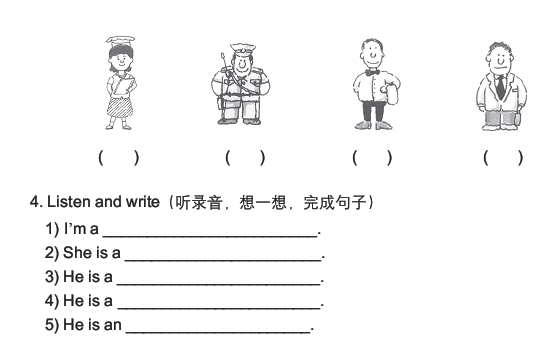 (    ) (    ) (    ) (    )
4. Listen and write（听录音，想一想，完成句子）
1) I'm a ________________________.
2) She is a ______________________.
3) He is a _______________________.
4) He is a _______________________.
5) He is an _____________________.